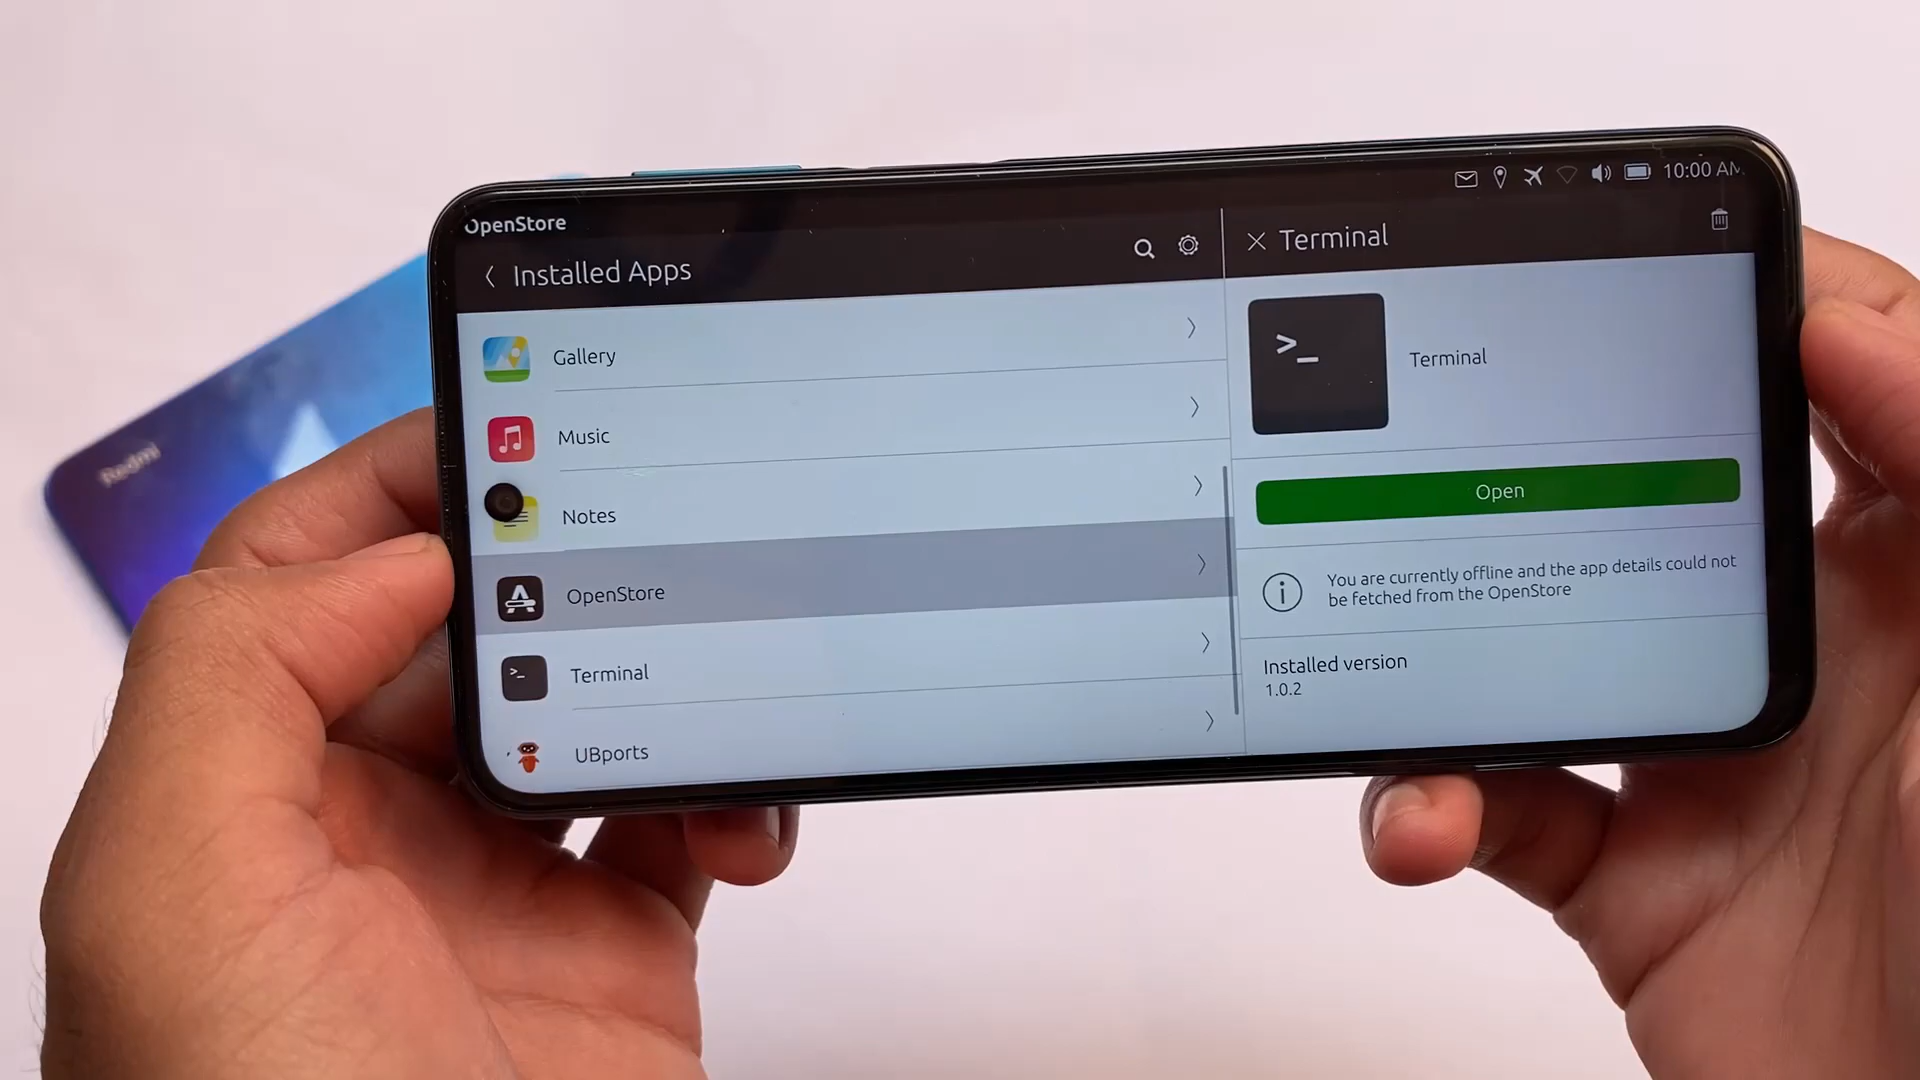 OpenStore
10:00 AM
Installed Apps
Terminal
Gallery
Music
Notes
OpenStore
Terminal
UBports
>_
Terminal
Open
You are currently offline and the app details could not
be fetched from the OpenStore
Installed version
1.0.2
Redmi